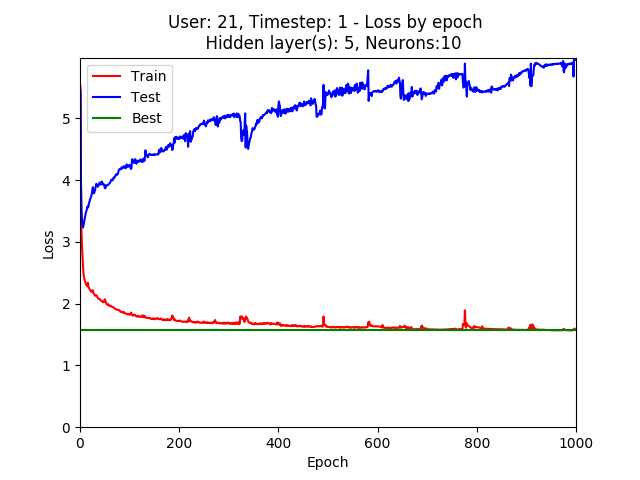 User: 21, Timestep: 1 - Loss by epoch
Hidden layer(s): 5, Neurons:10
Train
Test
Best
Loss
5
4
3
2
1
0
0 200 400 600 800 1000
Epoch